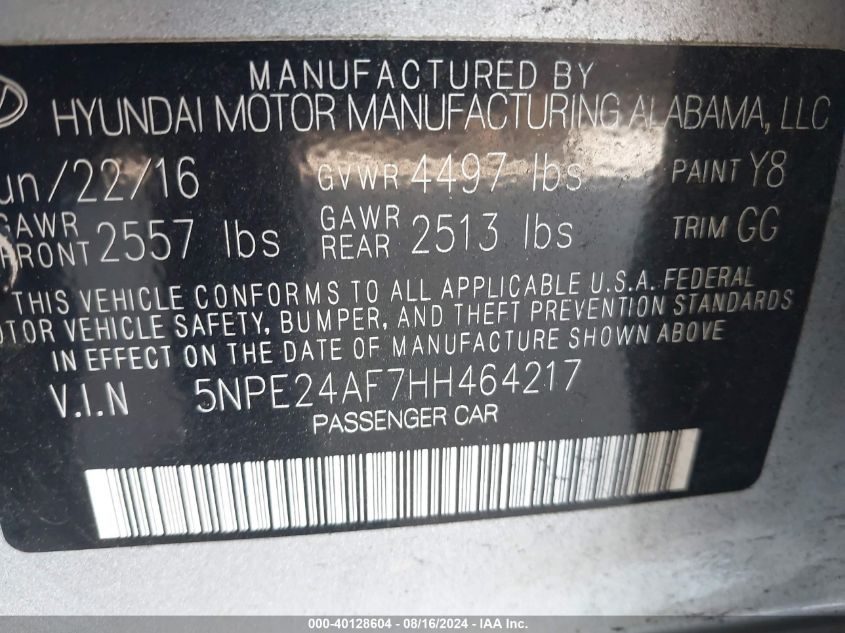 MANUFACTURED BY
HYUNDAI MOTOR MANUFACTURING ALABAMA, LLC
un/22/16 GVWR 4497 lbs PAINT Y8
GAWR FRONT 2557 lbs GAWR REAR 2513 lbs TRIM GG
THIS VEHICLE CONFORMS TO ALL APPLICABLE U.S.A. FEDERAL
OTOR VEHICLE SAFETY, BUMPER, AND THEFT PREVENTION STANDARDS
IN EFFECT ON THE DATE OF MANUFACTURE SHOWN ABOVE
V.I.N 5NPE24AF7HH464217
PASSENGER CAR
000-40128604 - 08/16/2024 - IAA Inc.